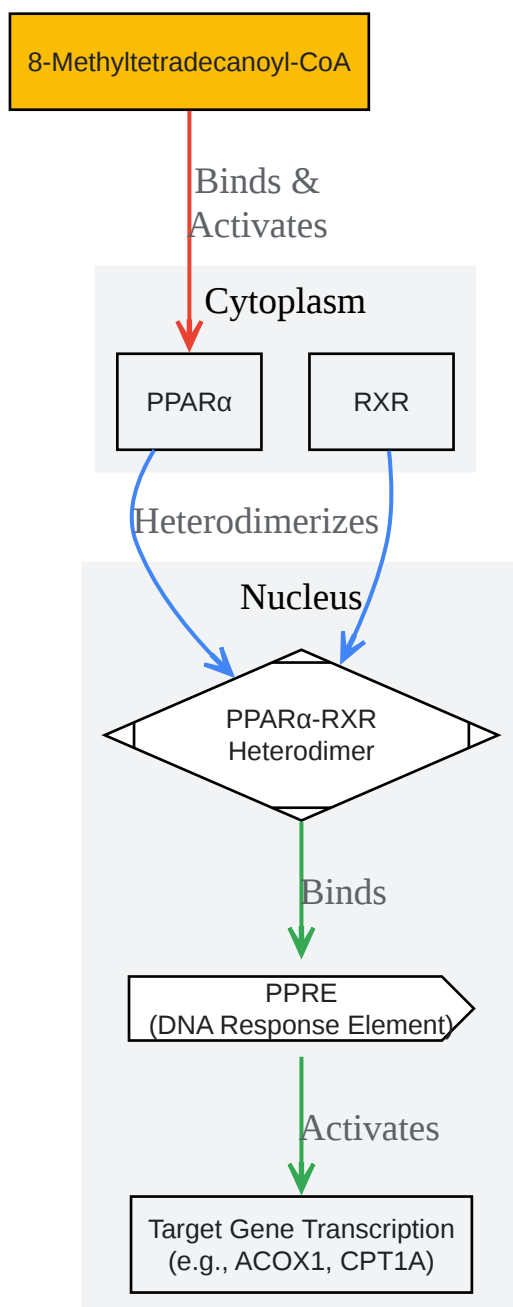 8-Methyltetradecanoyl-CoA
Binds &
Activates
Cytoplasm
PPARα
RXR
Heterodimerizes
Nucleus
PPARα-RXR
Heterodimer
Binds
PPRE
(DNA Response Element)
Activates
Target Gene Transcription
(e.g., ACOX1, CPT1A)